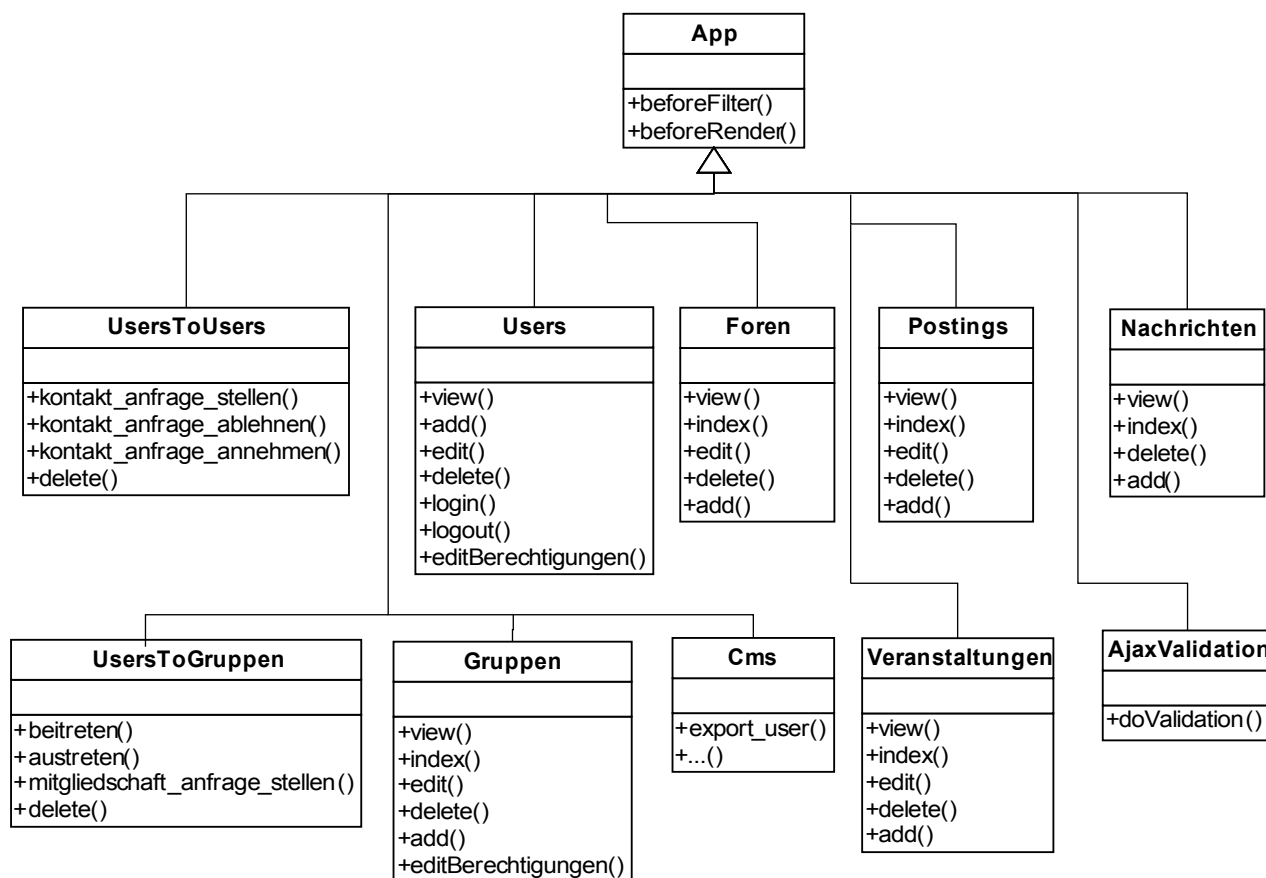 App
+beforeFilter()
+beforeRender()
UsersToUsers
+kontakt_anfrage_stellen()
+kontakt_anfrage_ablehnen()
+kontakt_anfrage_annehmen()
+delete()
Users
+view()
+add()
+edit()
+delete()
+login()
+logout()
+editBerechtigungen()
Foren
+view()
+index()
+edit()
+delete()
+add()
Postings
+view()
+index()
+edit()
+delete()
+add()
Nachrichten
+view()
+index()
+delete()
+add()
UsersToGruppen
+beitreten()
+austreten()
+mitgliedschaft_anfrage_stellen()
+delete()
Gruppen
+view()
+index()
+edit()
+delete()
+add()
+editBerechtigungen()
Cms
+export_user()
+...()
Veranstaltungen
+view()
+index()
+edit()
+delete()
+add()
AjaxValidation
+doValidation()